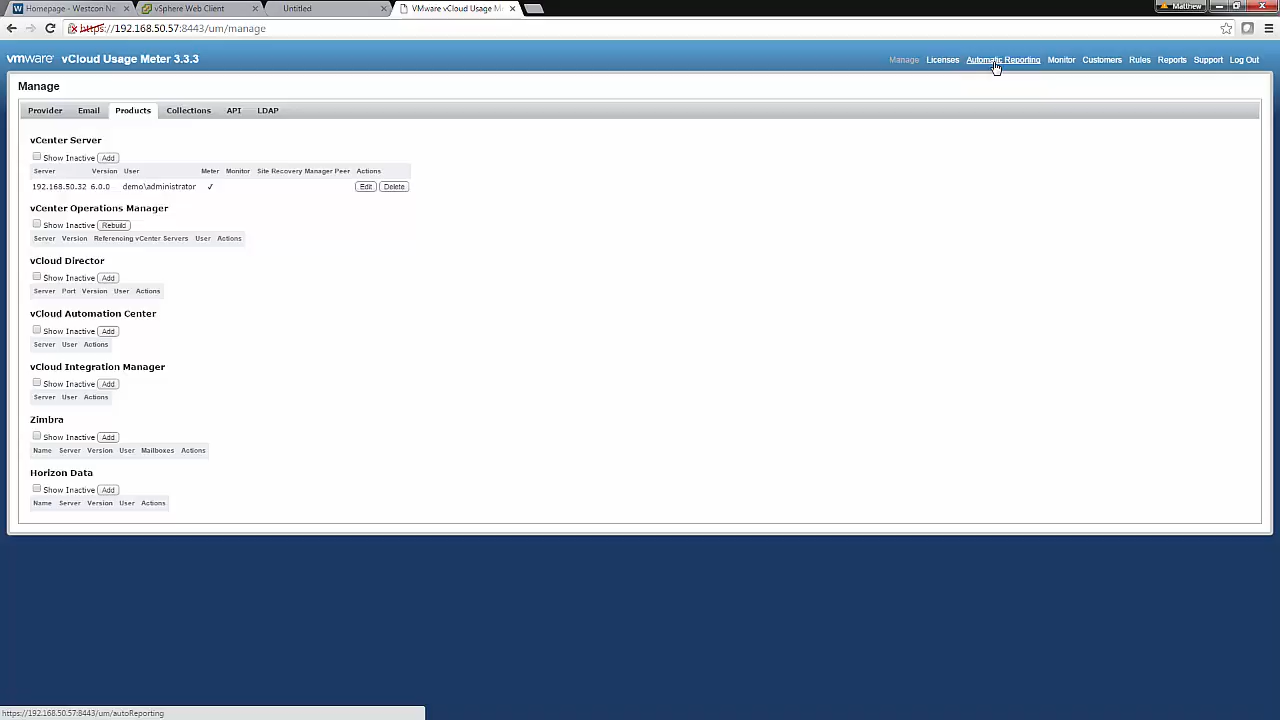 Homepage - Westcon Ne
vSphere Web Client
Untitled
VMware vCloud Usage M
Matthew
https://192.168.50.57:8443/um/manage
vmware vCloud Usage Meter 3.3.3
Manage Licenses Automatic Reporting Monitor Customers Rules Reports Support Log Out
Manage
Provider Email Products Collections API LDAP
vCenter Server
Show Inactive Add
Server Version User Meter Monitor Site Recovery Manager Peer Actions
192.168.50.32 6.0.0 demo\administrator ✓ Edit Delete
vCenter Operations Manager
Show Inactive Rebuild
Server Version Referencing vCenter Servers User Actions
vCloud Director
Show Inactive Add
Server Port Version User Actions
vCloud Automation Center
Show Inactive Add
Server User Actions
vCloud Integration Manager
Show Inactive Add
Server User Actions
Zimbra
Show Inactive Add
Name Server Version User Mailboxes Actions
Horizon Data
Show Inactive Add
Name Server Version User Actions
https://192.168.50.57:8443/um/autoReporting